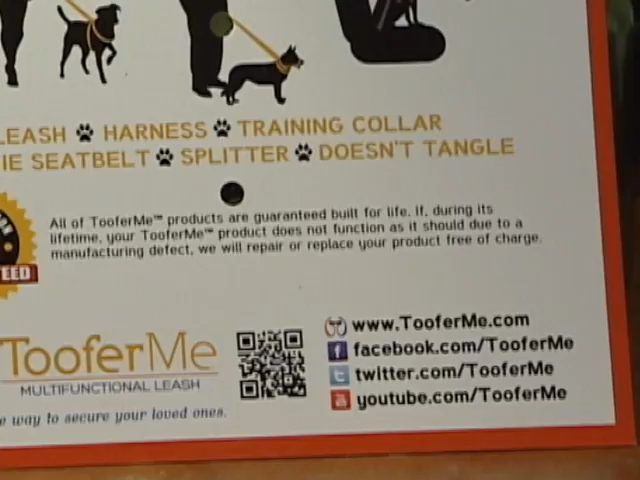 LEASH HARNESS TRAINING COLLAR
IE SEATBELT SPLITTER DOESN'T TANGLE
All of TooferMe™ products are guaranteed built for life. If, during its
lifetime, your TooferMe™ product does not function as it should due to a
manufacturing defect, we will repair or replace your product free of charge.
EED
TooferMe
MULTIFUNCTIONAL LEASH
e way to secure your loved ones.
www.TooferMe.com
facebook.com/TooferMe
twitter.com/TooferMe
youtube.com/TooferMe